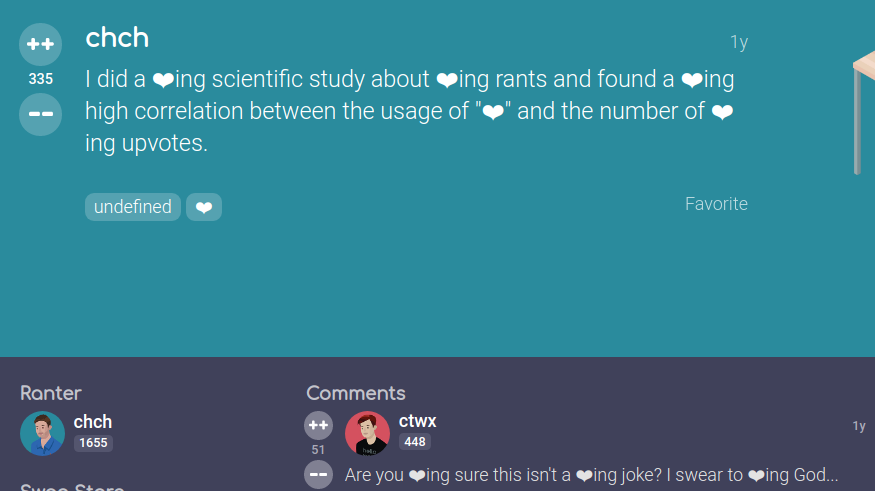 ++
335
--
chch
1y
I did a ❤ing scientific study about ❤ing rants and found a ❤ing
high correlation between the usage of "❤" and the number of ❤
ing upvotes.
undefined ❤
Favorite
Ranter
chch
1655
Comments
++
51
--
ctwx
448
1y
hello
Are you ❤ing sure this isn't a ❤ing joke? I swear to ❤ing God...